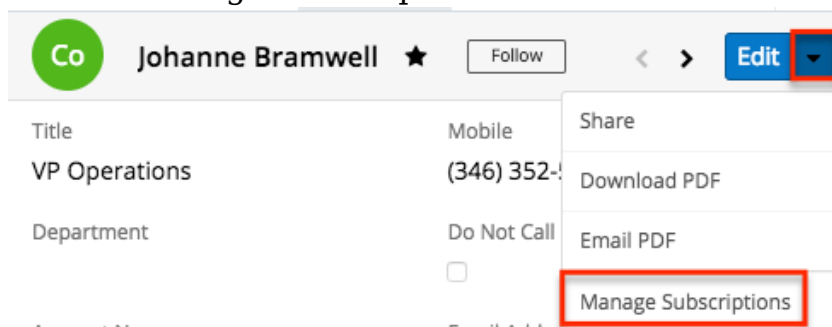 Co Johanne Bramwell ★ Follow < > Edit
Title Mobile Share
VP Operations (346) 352- Download PDF
Department Do Not Call Email PDF
Manage Subscriptions